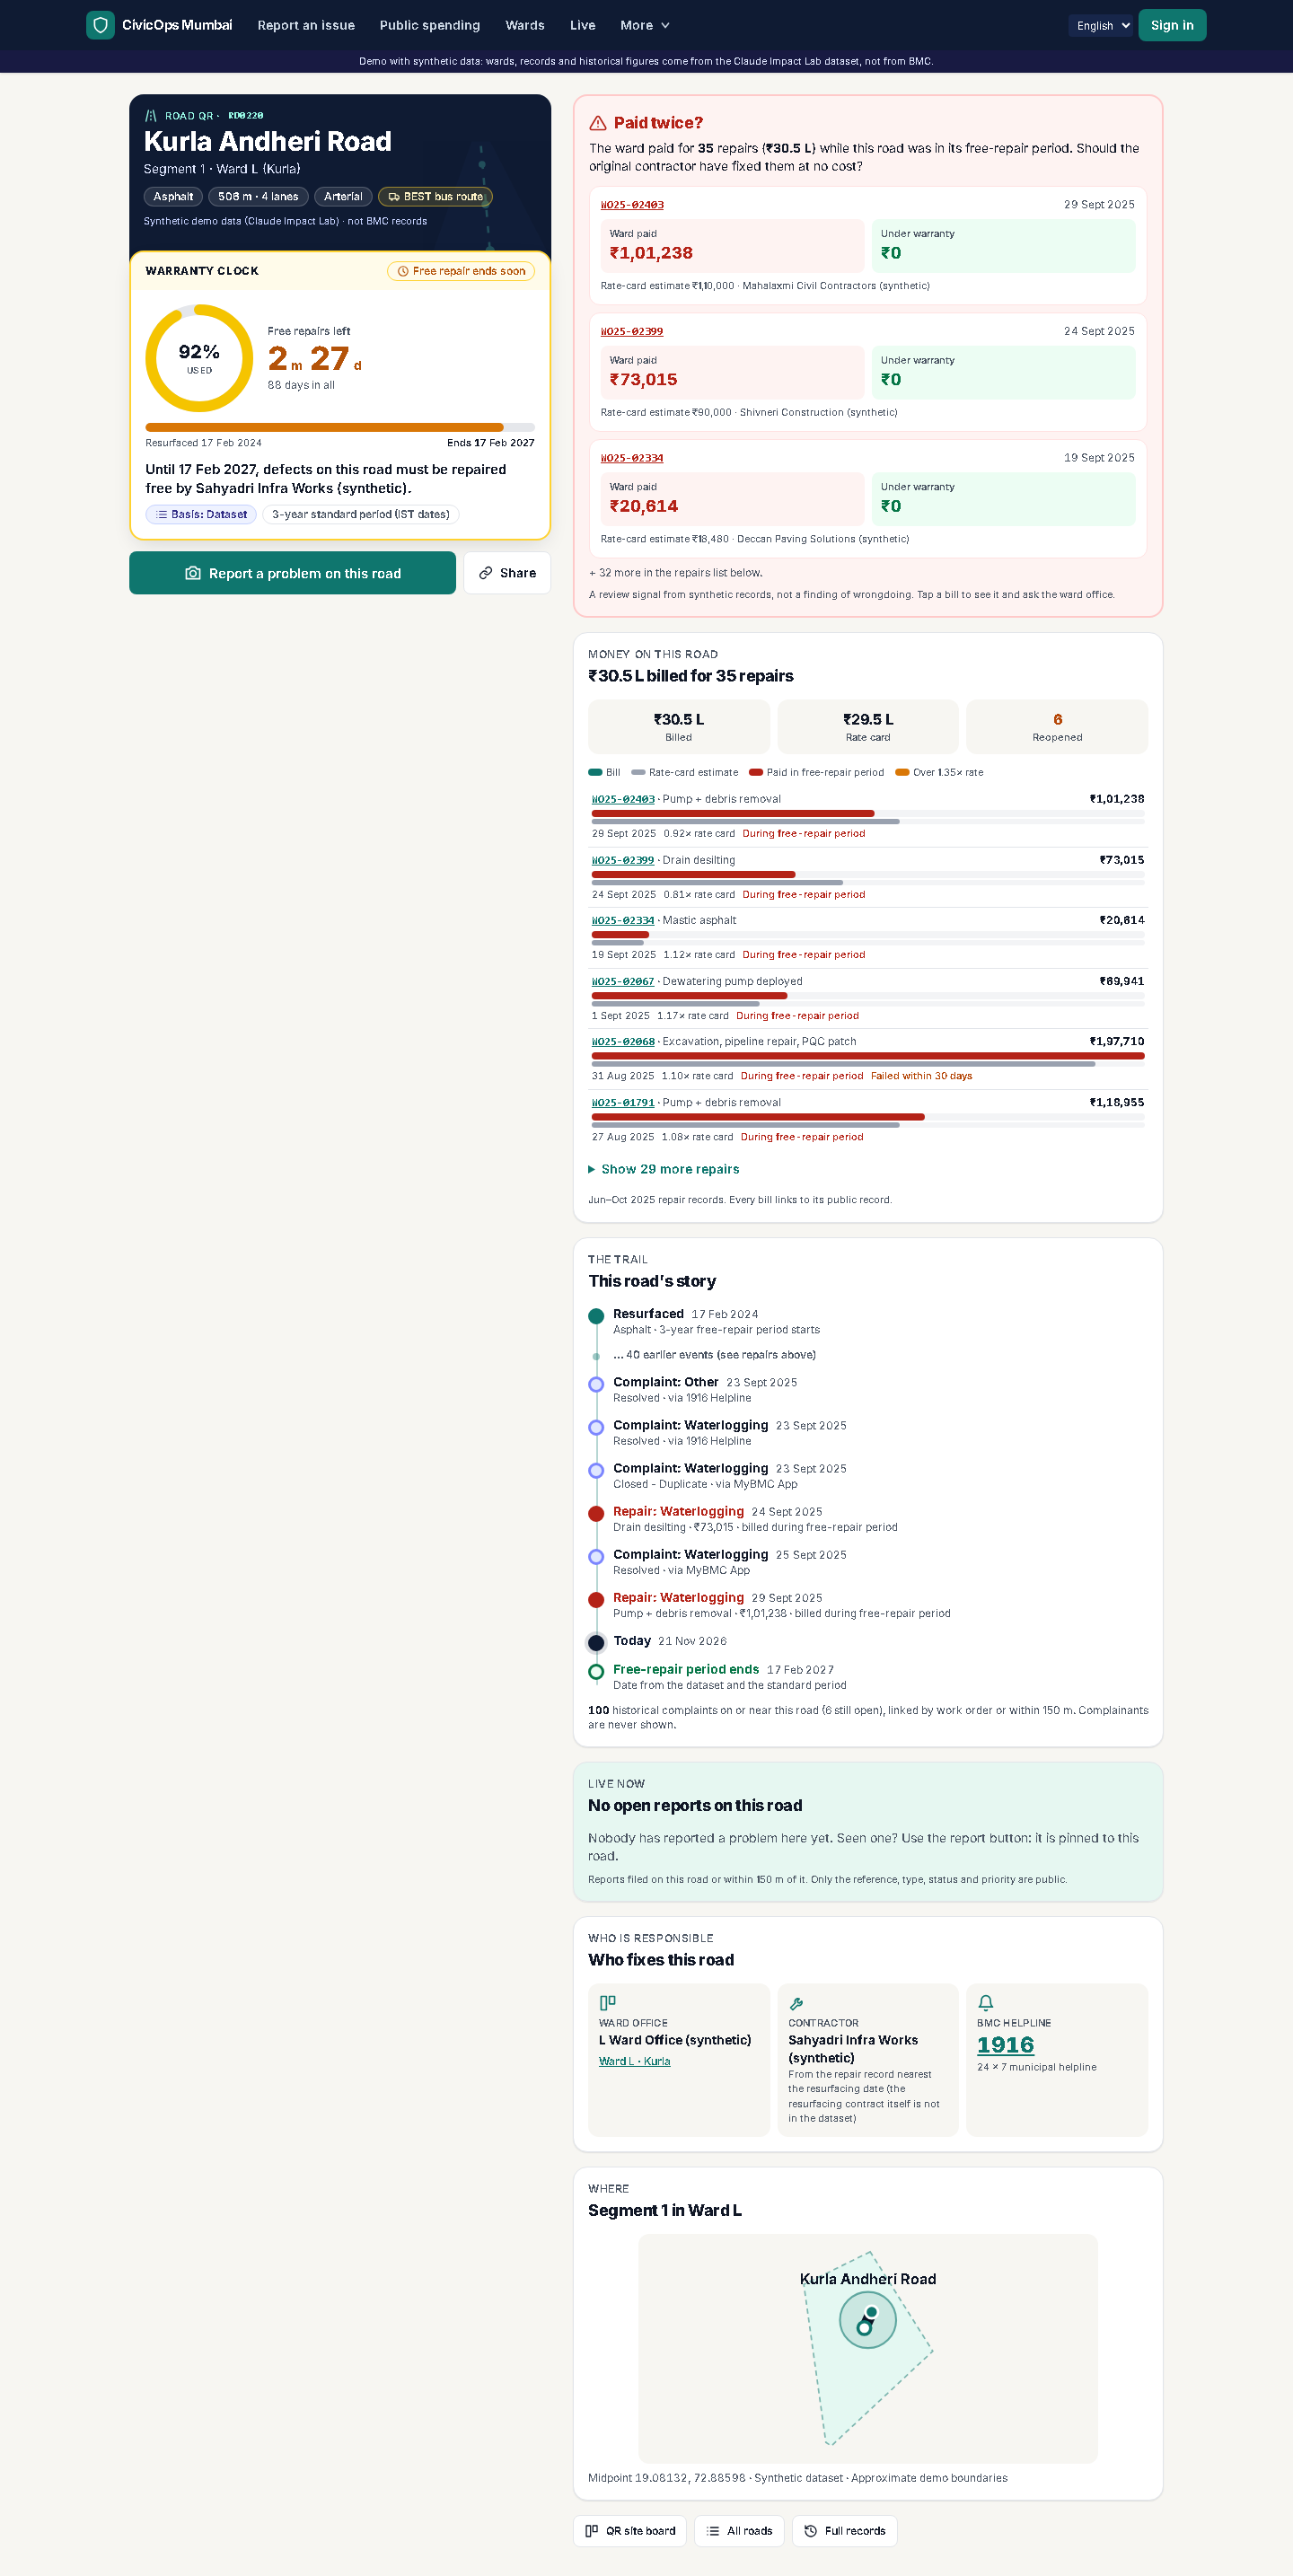 CivicOps Mumbai
Report an issue
Public spending
Wards
Live
More
English
Sign in
Demo with synthetic data: wards, records and historical figures come from the Claude Impact Lab dataset, not from BMC.
ROAD QR · RD0220
Kurla Andheri Road
Segment 1 · Ward L (Kurla)
Asphalt
506 m · 4 lanes
Arterial
BEST bus route
Synthetic demo data (Claude Impact Lab) · not BMC records
WARRANTY CLOCK
Free repair ends soon
92%
USED
Free repairs left
2 m 27 d
88 days in all
Resurfaced 17 Feb 2024
Ends 17 Feb 2027
Until 17 Feb 2027, defects on this road must be repaired
free by Sahyadri Infra Works (synthetic).
Basis: Dataset
3-year standard period (IST dates)
Report a problem on this road
Share
Paid twice?
The ward paid for 35 repairs (₹30.5 L) while this road was in its free-repair period. Should the
original contractor have fixed them at no cost?
WO25-02403
29 Sept 2025
Ward paid
₹1,01,238
Under warranty
₹0
Rate-card estimate ₹1,10,000 · Mahalaxmi Civil Contractors (synthetic)
WO25-02399
24 Sept 2025
Ward paid
₹73,015
Under warranty
₹0
Rate-card estimate ₹90,000 · Shivneri Construction (synthetic)
WO25-02334
19 Sept 2025
Ward paid
₹20,614
Under warranty
₹0
Rate-card estimate ₹18,480 · Deccan Paving Solutions (synthetic)
+ 32 more in the repairs list below.
A review signal from synthetic records, not a finding of wrongdoing. Tap a bill to see it and ask the ward office.
MONEY ON THIS ROAD
₹30.5 L billed for 35 repairs
₹30.5 L
Billed
₹29.5 L
Rate card
6
Reopened
Bill
Rate-card estimate
Paid in free-repair period
Over 1.35× rate
WO25-02403 · Pump + debris removal
₹1,01,238
29 Sept 2025 0.92× rate card During free-repair period
WO25-02399 · Drain desilting
₹73,015
24 Sept 2025 0.81× rate card During free-repair period
WO25-02334 · Mastic asphalt
₹20,614
19 Sept 2025 1.12× rate card During free-repair period
WO25-02067 · Dewatering pump deployed
₹69,941
1 Sept 2025 1.17× rate card During free-repair period
WO25-02068 · Excavation, pipeline repair, PQC patch
₹1,97,710
31 Aug 2025 1.10× rate card During free-repair period Failed within 30 days
WO25-01791 · Pump + debris removal
₹1,18,955
27 Aug 2025 1.08× rate card During free-repair period
Show 29 more repairs
Jun–Oct 2025 repair records. Every bill links to its public record.
THE TRAIL
This road's story
Resurfaced 17 Feb 2024
Asphalt · 3-year free-repair period starts
... 40 earlier events (see repairs above)
Complaint: Other 23 Sept 2025
Resolved · via 1916 Helpline
Complaint: Waterlogging 23 Sept 2025
Resolved · via 1916 Helpline
Complaint: Waterlogging 23 Sept 2025
Closed - Duplicate · via MyBMC App
Repair: Waterlogging 24 Sept 2025
Drain desilting · ₹73,015 · billed during free-repair period
Complaint: Waterlogging 25 Sept 2025
Resolved · via MyBMC App
Repair: Waterlogging 29 Sept 2025
Pump + debris removal · ₹1,01,238 · billed during free-repair period
Today 21 Nov 2026
Free-repair period ends 17 Feb 2027
Date from the dataset and the standard period
100 historical complaints on or near this road (6 still open), linked by work order or within 150 m. Complainants
are never shown.
LIVE NOW
No open reports on this road
Nobody has reported a problem here yet. Seen one? Use the report button: it is pinned to this
road.
Reports filed on this road or within 150 m of it. Only the reference, type, status and priority are public.
WHO IS RESPONSIBLE
Who fixes this road
WARD OFFICE
L Ward Office (synthetic)
Ward L · Kurla
CONTRACTOR
Sahyadri Infra Works
(synthetic)
From the repair record nearest
the resurfacing date (the
resurfacing contract itself is not
in the dataset)
BMC HELPLINE
1916
24 × 7 municipal helpline
WHERE
Segment 1 in Ward L
Kurla Andheri Road
Midpoint 19.08132, 72.88598 · Synthetic dataset · Approximate demo boundaries
QR site board
All roads
Full records